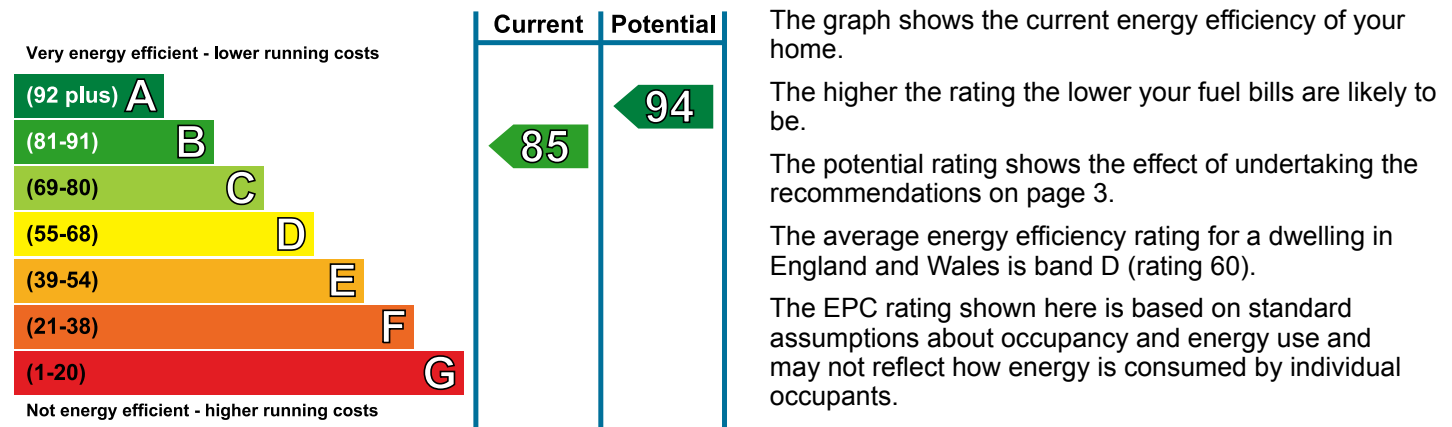 Current Potential
Very energy efficient - lower running costs
(92 plus) A
94
(81-91) B
85
(69-80) C
(55-68) D
(39-54) E
(21-38) F
(1-20) G
Not energy efficient - higher running costs
The graph shows the current energy efficiency of your
home.
The higher the rating the lower your fuel bills are likely to
be.
The potential rating shows the effect of undertaking the
recommendations on page 3.
The average energy efficiency rating for a dwelling in
England and Wales is band D (rating 60).
The EPC rating shown here is based on standard
assumptions about occupancy and energy use and
may not reflect how energy is consumed by individual
occupants.